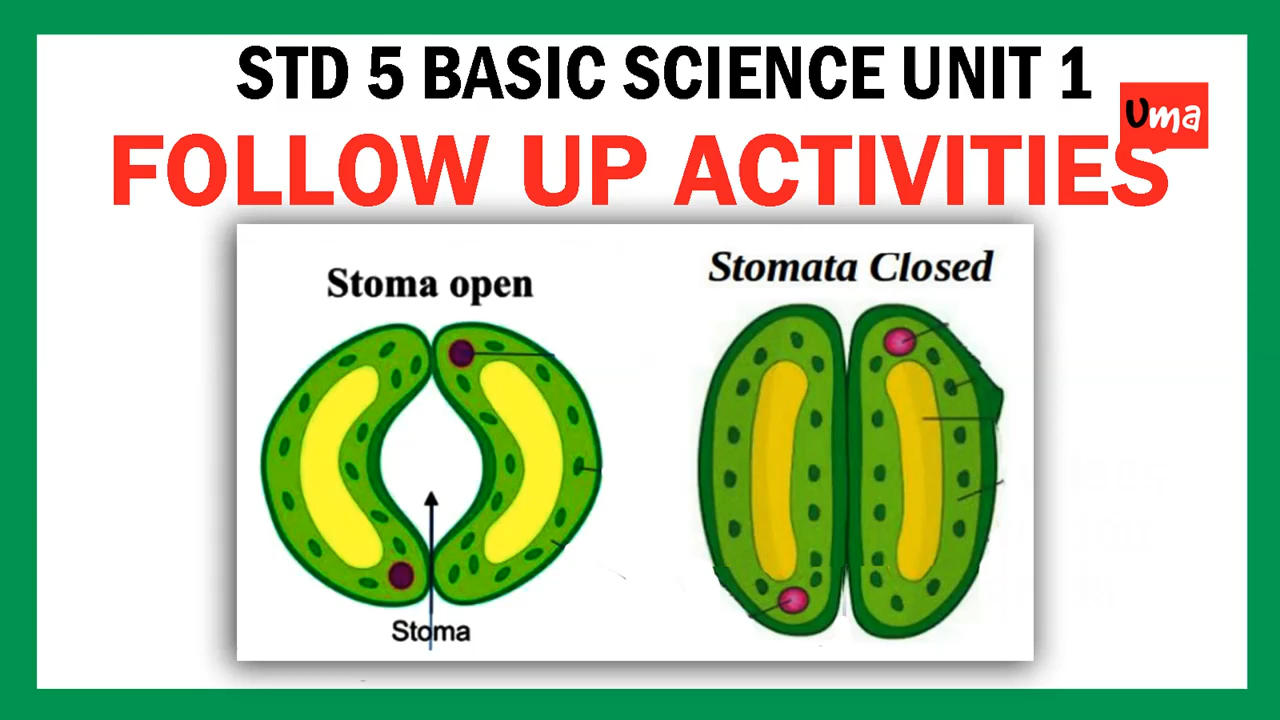 STD 5 BASIC SCIENCE UNIT 1
Uma
FOLLOW UP ACTIVITIES
Stoma open
Stomata Closed
Stoma